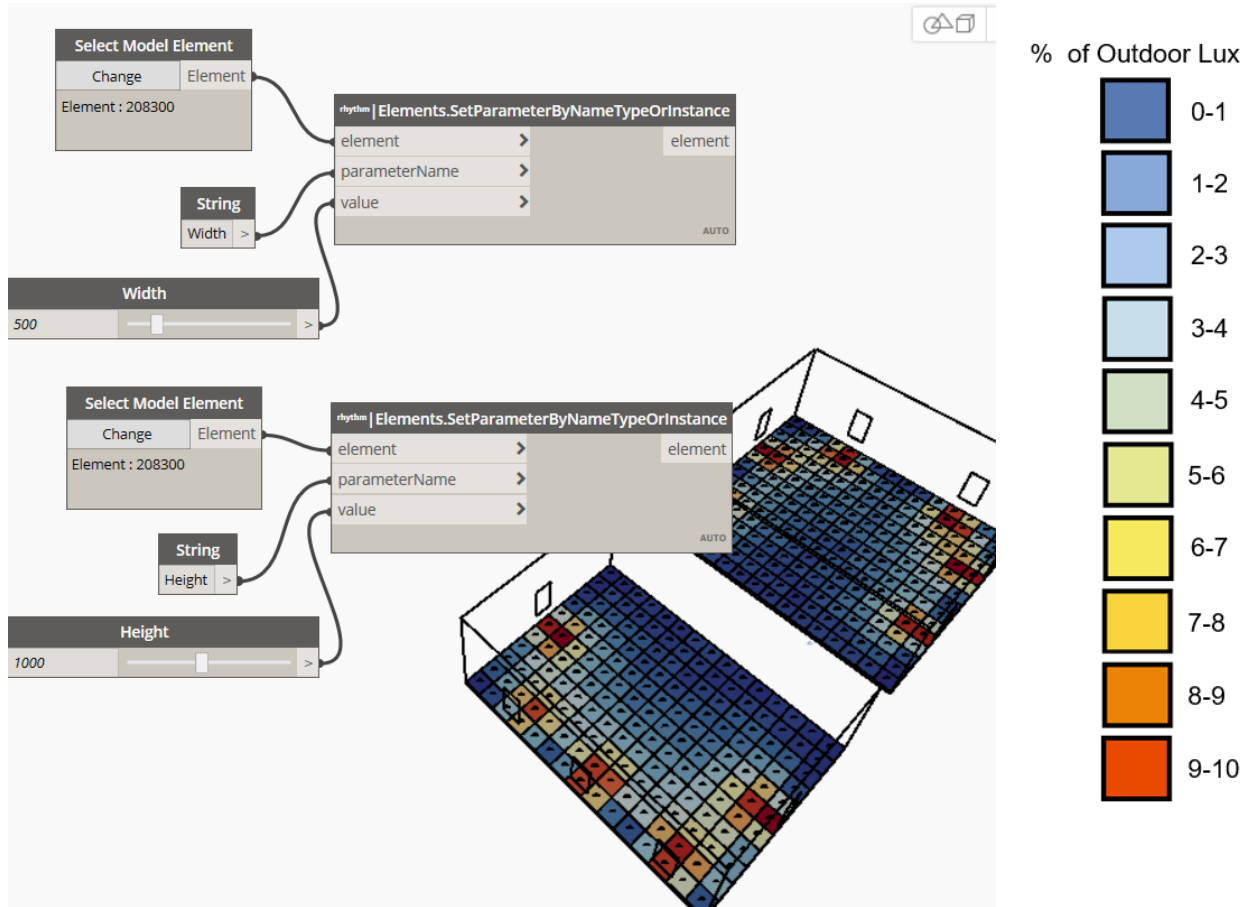 Select Model Element
Change Element
Element : 208300
rhythm|Elements.SetParameterByNameTypeOrInstance
element > element
parameterName >
value >
AUTO
String
Width >
Width
500 >
Select Model Element
Change Element
Element : 208300
rhythm|Elements.SetParameterByNameTypeOrInstance
element > element
parameterName >
value >
AUTO
String
Height >
Height
1000 >
% of Outdoor Lux
0-1
1-2
2-3
3-4
4-5
5-6
6-7
7-8
8-9
9-10